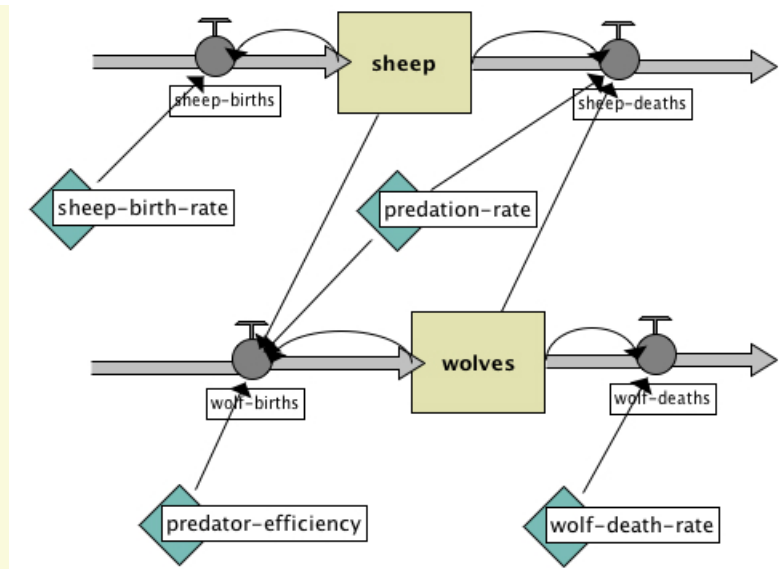 sheep
sheep-births
sheep-deaths
sheep-birth-rate
predation-rate
wolves
wolf-births
wolf-deaths
predator-efficiency
wolf-death-rate